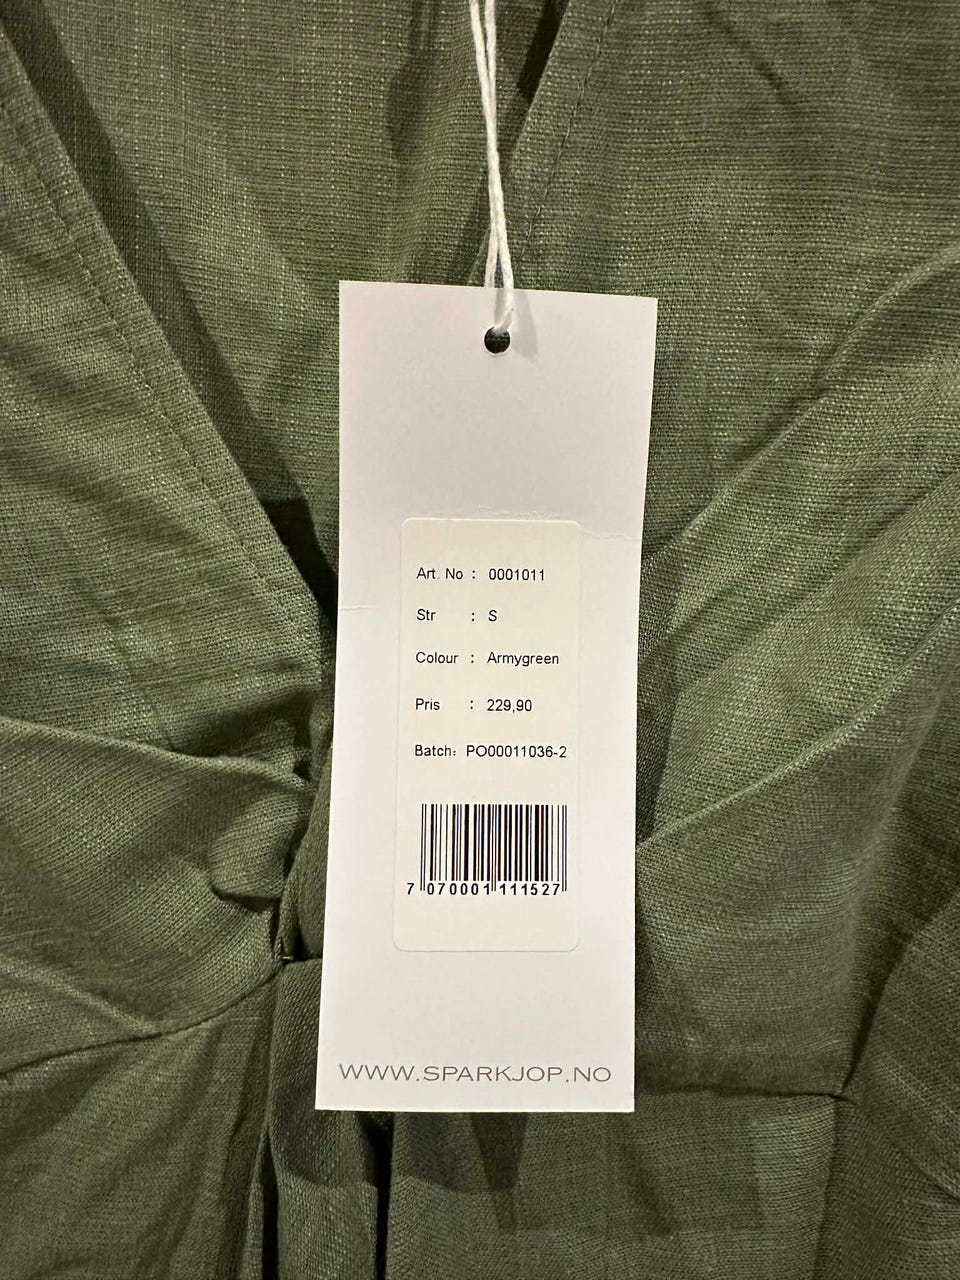 Art. No : 0001011
Str : S
Colour : Armygreen
Pris : 229,90
Batch: PO00011036-2
7 070001 111527
WWW.SPARKJOP.NO